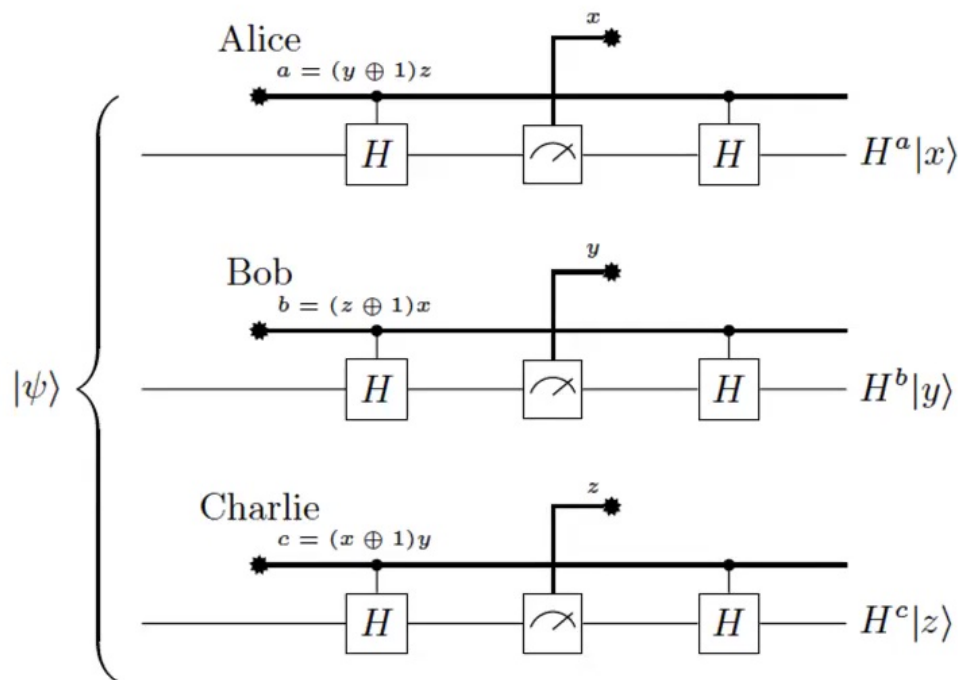 x
Alice
a = (y ⊕ 1)z
H
H
H^a|x⟩
y
Bob
b = (z ⊕ 1)x
|ψ⟩
H
H
H^b|y⟩
z
Charlie
c = (x ⊕ 1)y
H
H
H^c|z⟩